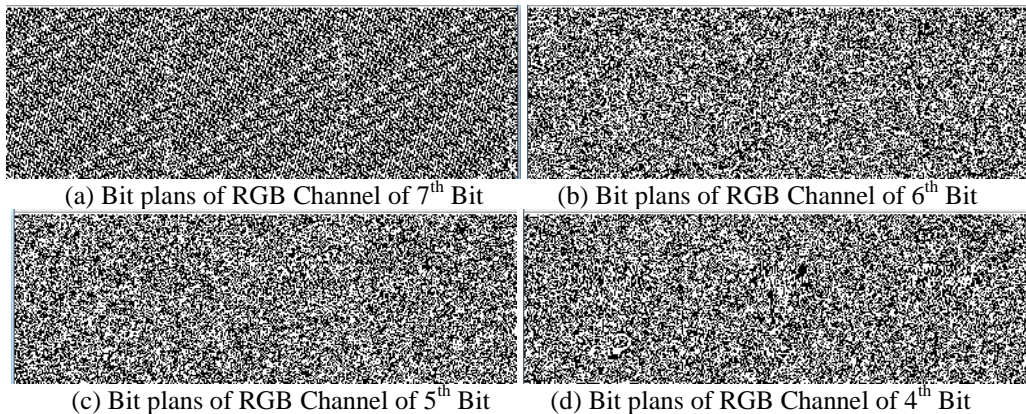 (a) Bit plans of RGB Channel of 7th Bit
(b) Bit plans of RGB Channel of 6th Bit
(c) Bit plans of RGB Channel of 5th Bit
(d) Bit plans of RGB Channel of 4th Bit